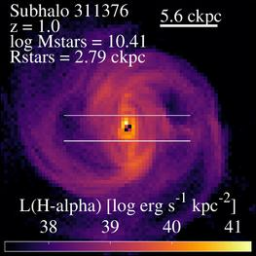 Subhalo 311376
5.6 ckpc
z = 1.0
log Mstars = 10.41
Rstars = 2.79 ckpc
L(H-alpha) [log erg s⁻¹ kpc⁻²]
38 39 40 41